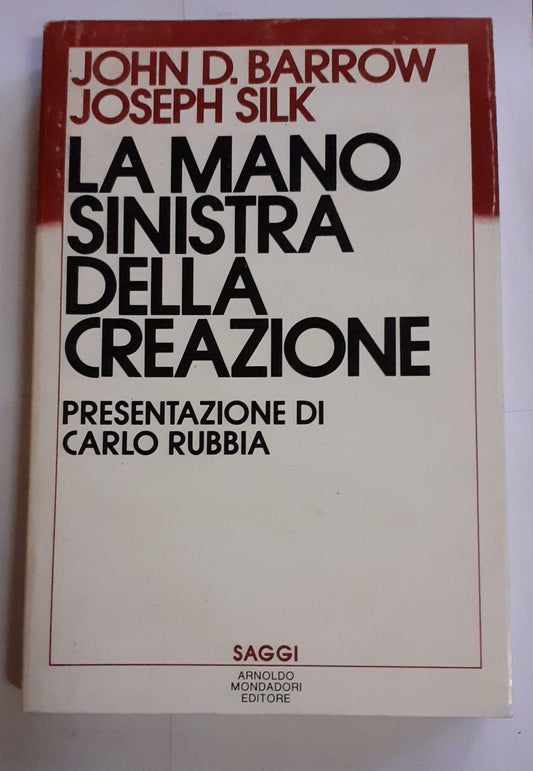 JOHN D. BARROW
JOSEPH SILK
LA MANO
SINISTRA
DELLA
CREAZIONE
PRESENTAZIONE DI
CARLO RUBBIA
SAGGI
ARNOLDO
MONDADORI
EDITORE